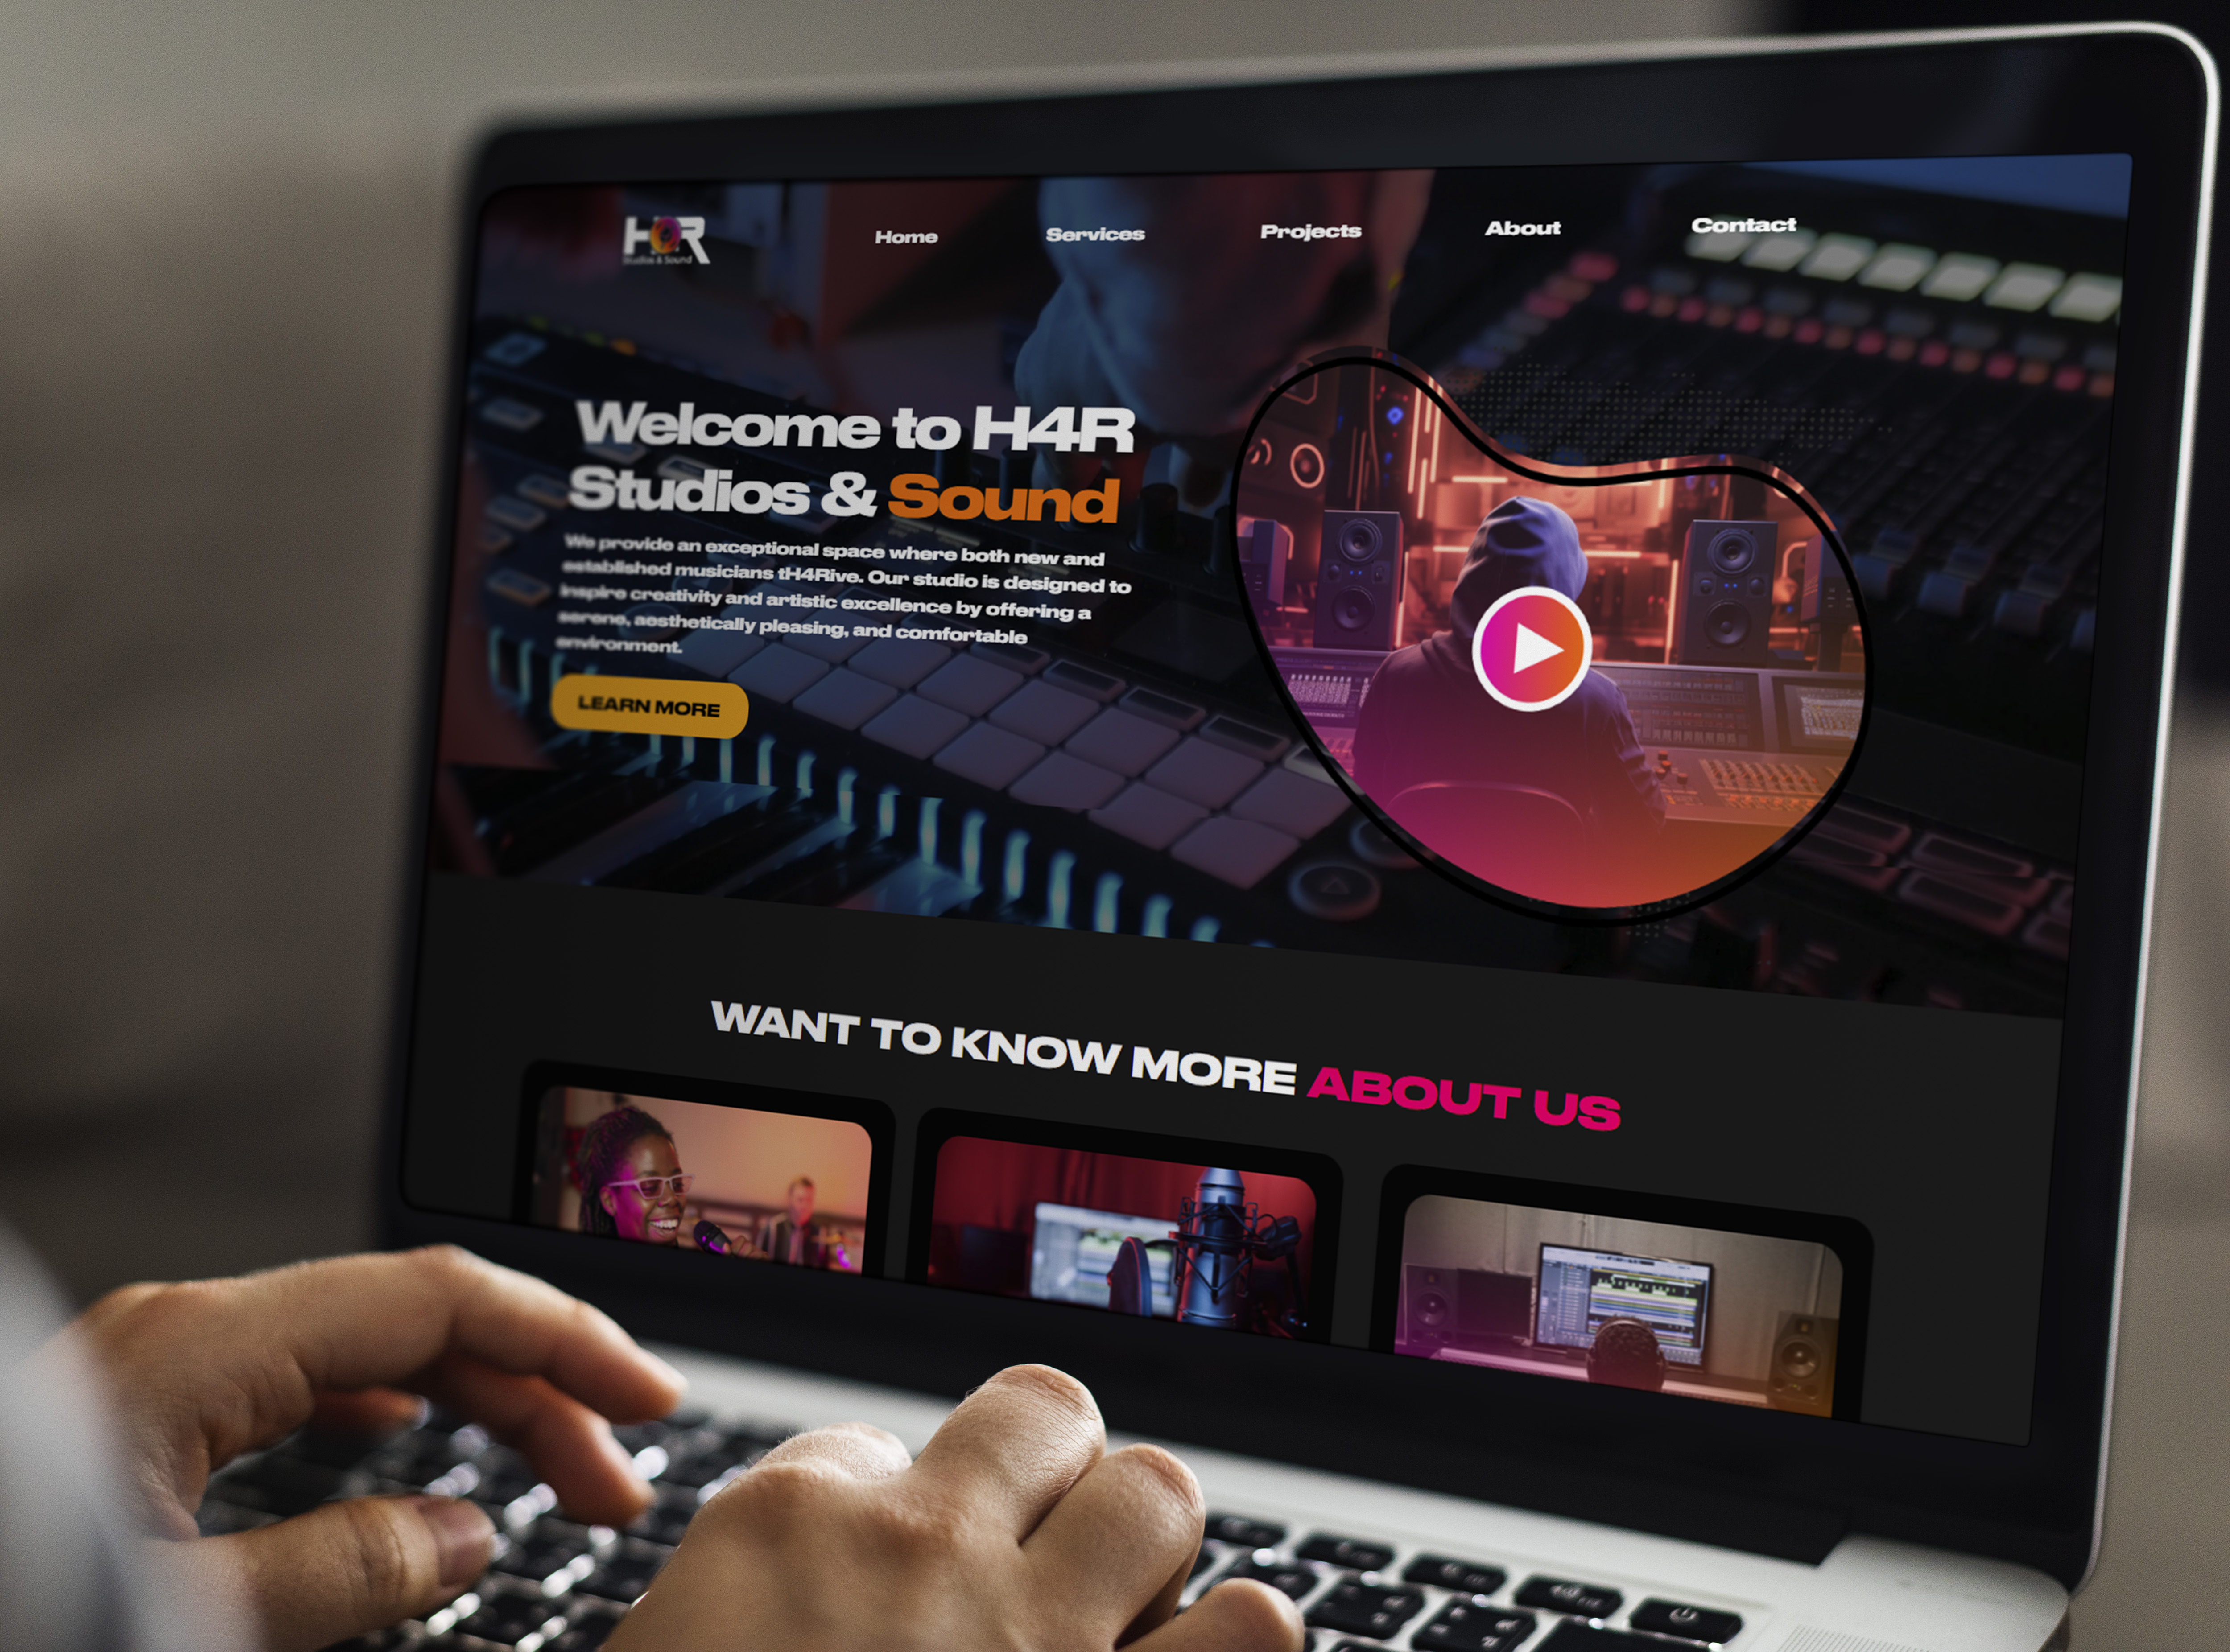 H4R
Studios & Sound
Home Services Projects About Contact
Welcome to H4R
Studios & Sound
We provide an exceptional space where both new and
established musicians tH4Rive. Our studio is designed to
inspire creativity and artistic excellence by offering a
serene, aesthetically pleasing, and comfortable
environment.
LEARN MORE
WANT TO KNOW MORE ABOUT US